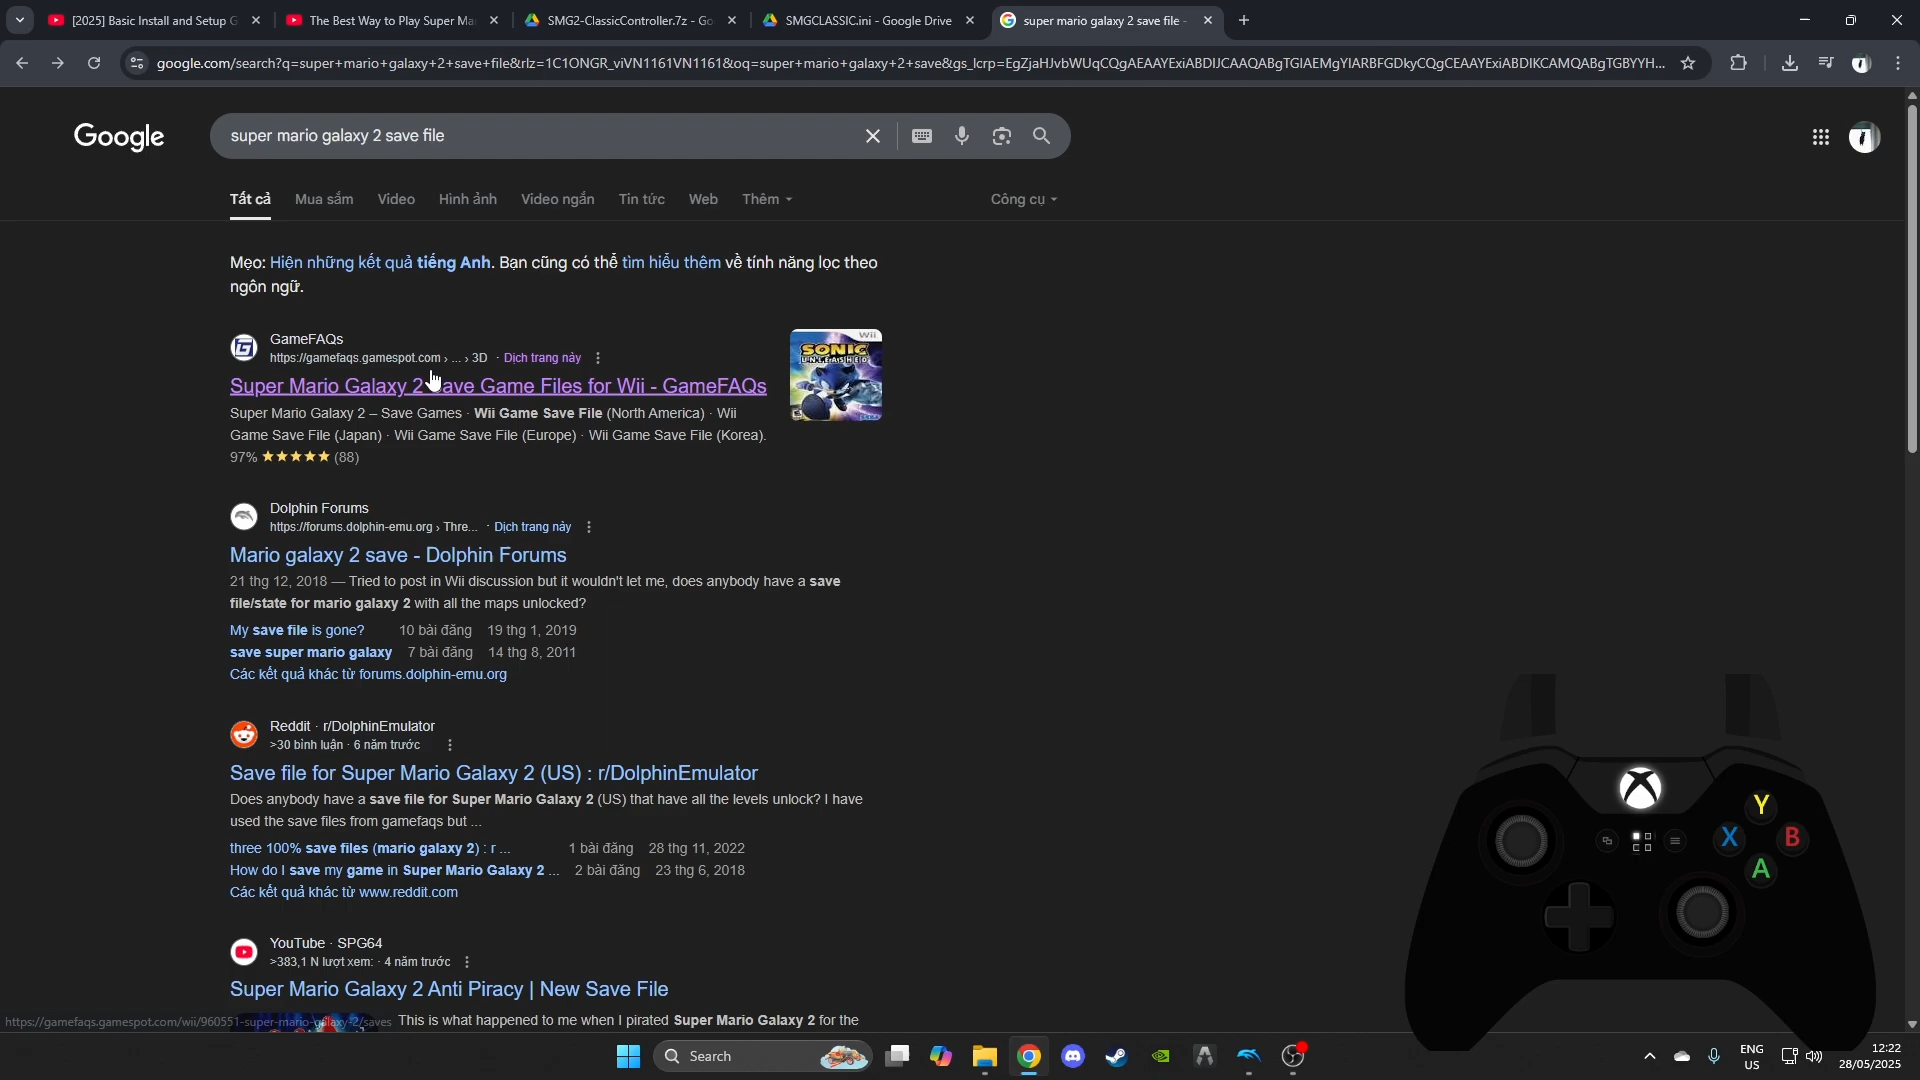 [2025] Basic Install and Setup G
The Best Way to Play Super Ma
SMG2-ClassicController.7z - Go
SMGCLASSIC.ini - Google Drive
super mario galaxy 2 save file -
google.com/search?q=super+mario+galaxy+2+save+file&rlz=1C1ONGR_viVN1161VN1161&oq=super+mario+galaxy+2+save&gs_lcrp=EgZjaHJvbWUqCQgAEAAYExiABDIJCAAQABgTGIAEMgYIARBFGDkyCQgCEAAYExiABDIKCAMQABgTGBYYH...
Google
super mario galaxy 2 save file
Tất cả
Mua sắm
Video
Hình ảnh
Video ngắn
Tin tức
Web
Thêm
Công cụ
Mẹo: Hiện những kết quả tiếng Anh. Bạn cũng có thể tìm hiểu thêm về tính năng lọc theo
ngôn ngữ.
GameFAQs
https://gamefaqs.gamespot.com › ... › 3D · Dịch trang này
Super Mario Galaxy 2 ave Game Files for Wii - GameFAQs
Super Mario Galaxy 2 – Save Games · Wii Game Save File (North America) · Wii
Game Save File (Japan) · Wii Game Save File (Europe) · Wii Game Save File (Korea).
97% ★★★★★ (88)
Wii
SONIC
UNLEASHED
SEGA
Dolphin Forums
https://forums.dolphin-emu.org › Thre... · Dịch trang này
Mario galaxy 2 save - Dolphin Forums
21 thg 12, 2018 — Tried to post in Wii discussion but it wouldn't let me, does anybody have a save
file/state for mario galaxy 2 with all the maps unlocked?
My save file is gone? 10 bài đăng 19 thg 1, 2019
save super mario galaxy 7 bài đăng 14 thg 8, 2011
Các kết quả khác từ forums.dolphin-emu.org
Reddit · r/DolphinEmulator
>30 bình luận · 6 năm trước
Save file for Super Mario Galaxy 2 (US) : r/DolphinEmulator
Does anybody have a save file for Super Mario Galaxy 2 (US) that have all the levels unlock? I have
used the save files from gamefaqs but ...
three 100% save files (mario galaxy 2) : r ... 1 bài đăng 28 thg 11, 2022
How do I save my game in Super Mario Galaxy 2 ... 2 bài đăng 23 thg 6, 2018
Các kết quả khác từ www.reddit.com
YouTube · SPG64
>383,1 N lượt xem: · 4 năm trước
Super Mario Galaxy 2 Anti Piracy | New Save File
This is what happened to me when I pirated Super Mario Galaxy 2 for the
https://gamefaqs.gamespot.com/wii/960551-super-mario-galaxy-2/saves
Y
X
B
A
Search
ENG
US
12:22
28/05/2025